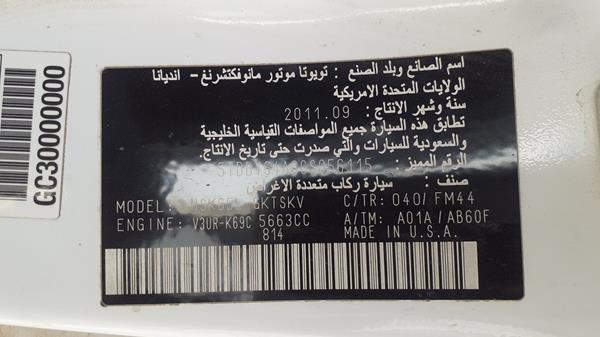 GC30000000
اسم الصانع وبلد الصنع : تويوتا موتور مانوفكتشرنغ - انديانا
الولايات المتحدة الامريكية
سنة وشهر الانتاج : 2011.09
تطابق هذه السيارة جميع المواصفات القياسية الخليجية
والسعودية للسيارات والتي صدرت حتى تاريخ الانتاج.
الرقم المميز :
صنف : سيارة ركاب متعددة الاغراض
MODEL: GKTSKV C/TR: 040/ FM44
ENGINE: V3UR-K69C 5663CC A/TM: A01A/AB60F
814 MADE IN U.S.A.